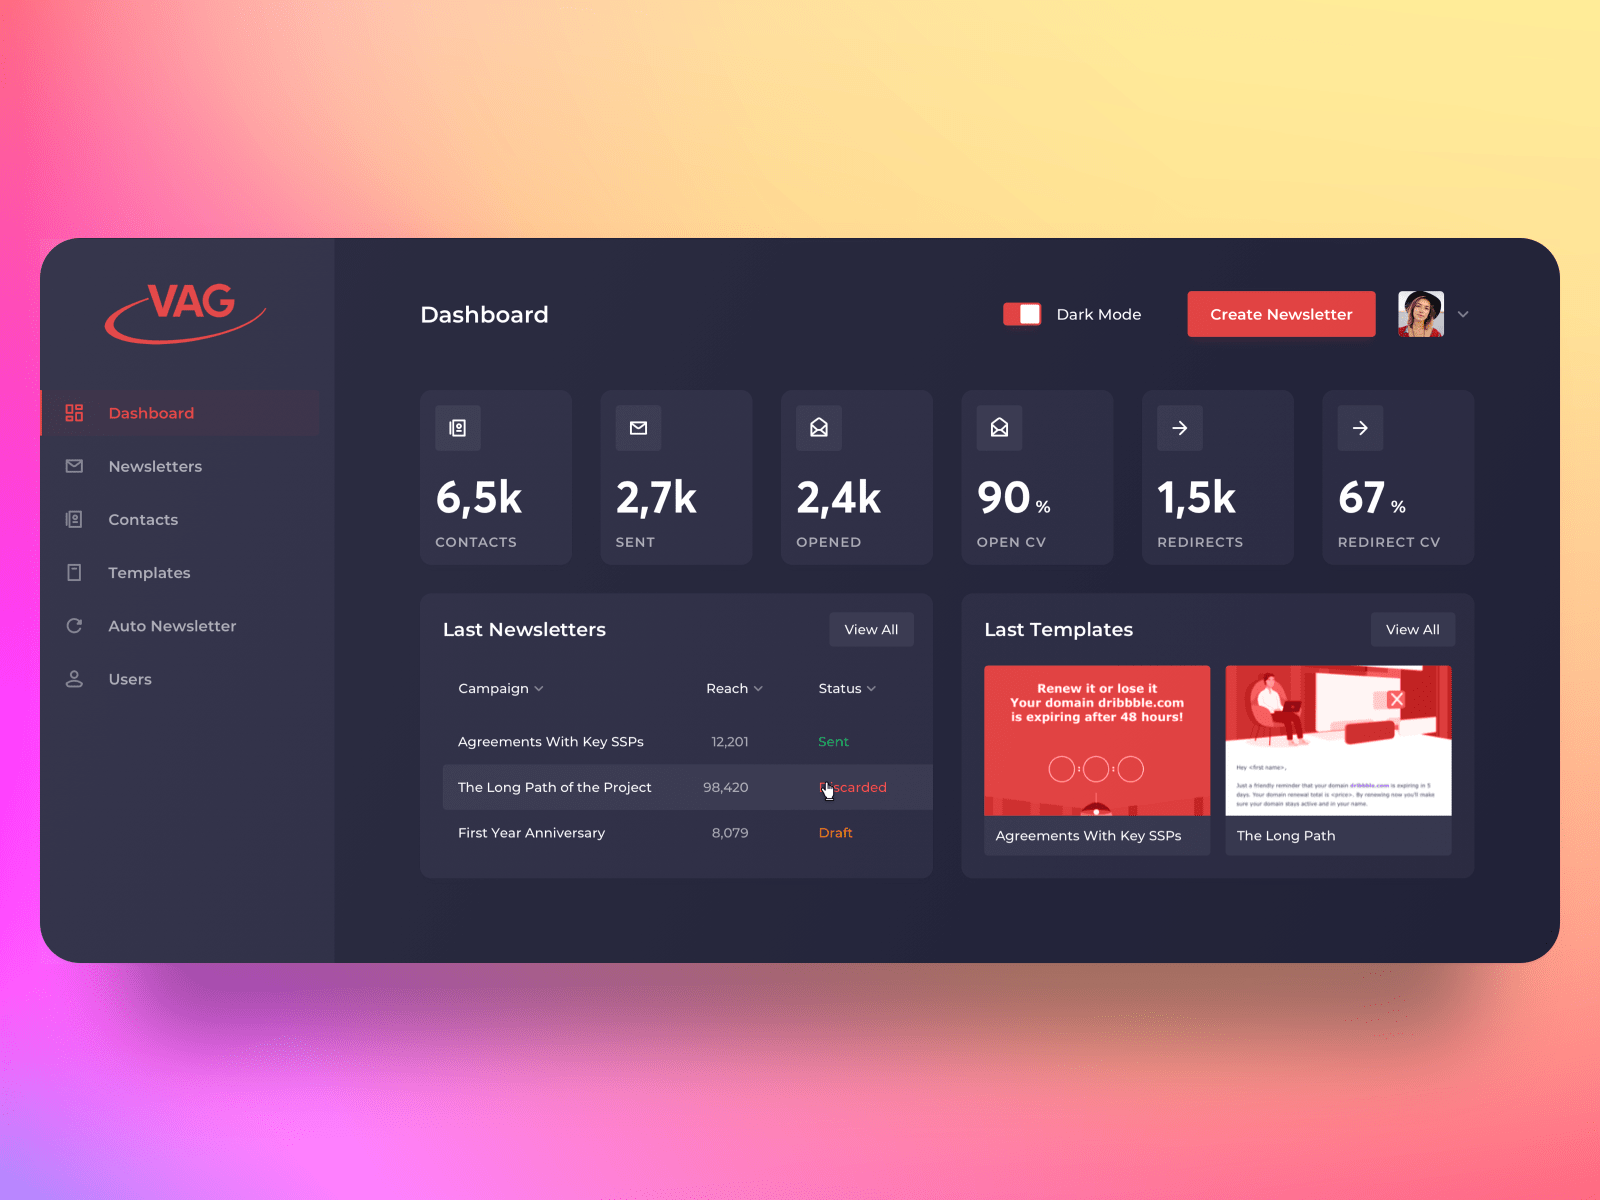 VAG
Dashboard
Newsletters
Contacts
Templates
Auto Newsletter
Users
Dashboard
Dark Mode
Create Newsletter
6,5k
CONTACTS
2,7k
SENT
2,4k
OPENED
90 %
OPEN CV
1,5k
REDIRECTS
67 %
REDIRECT CV
Last Newsletters
View All
Campaign
Reach
Status
Agreements With Key SSPs
12,201
Sent
The Long Path of the Project
98,420
Discarded
First Year Anniversary
8,079
Draft
Last Templates
View All
Renew it or lose it
Your domain dribbble.com
is expiring after 48 hours!
Agreements With Key SSPs
Hey <first name>,
Just a friendly reminder that your domain dribbble.com is expiring in 5
days. Your domain renewal total is <price>. By renewing now you'll make
sure your domain stays active and in your name.
The Long Path